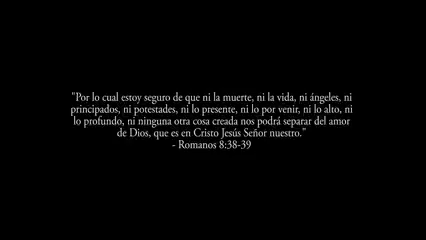 "Por lo cual estoy seguro de que ni la muerte, ni la vida, ni ángeles, ni
principados, ni potestades, ni lo presente, ni lo por venir, ni lo alto, ni
lo profundo, ni ninguna otra cosa creada nos podrá separar del amor
de Dios, que es en Cristo Jesús Señor nuestro."
- Romanos 8:38-39